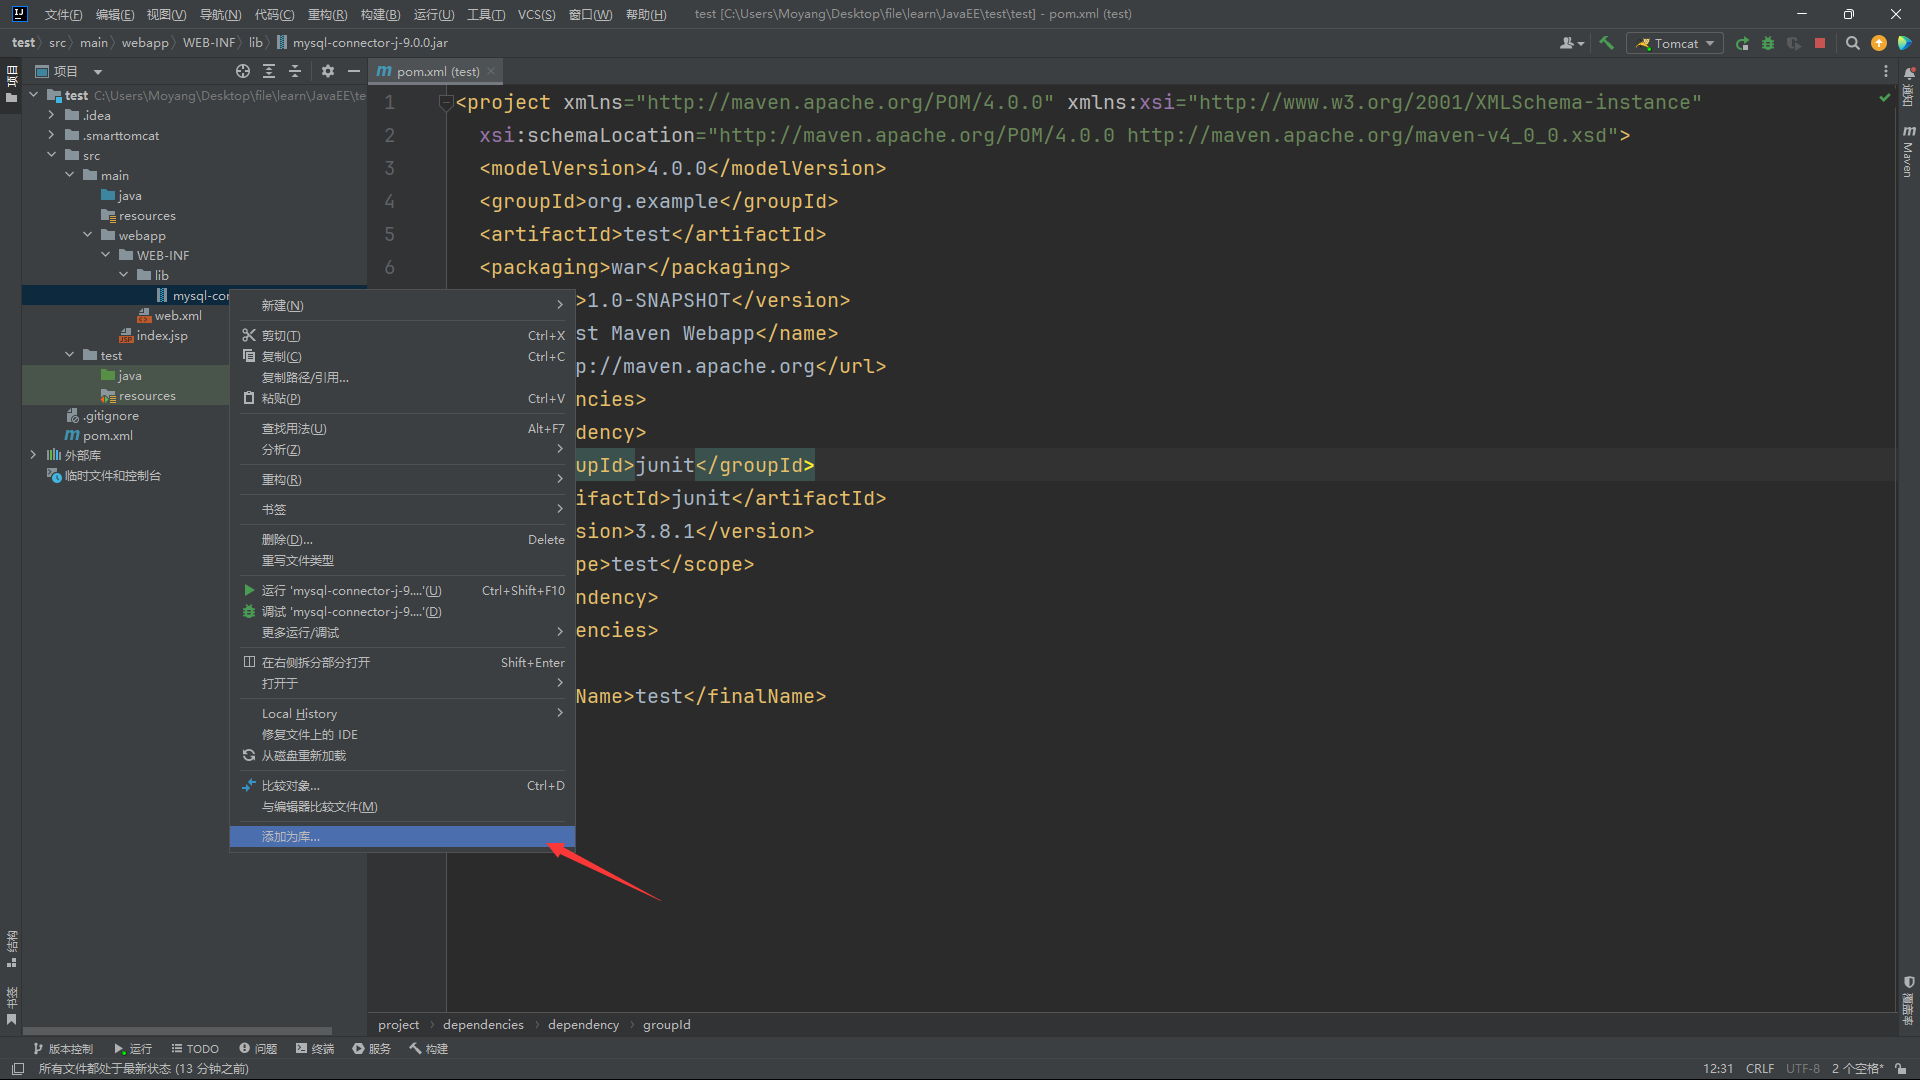 文件(F) 编辑(E) 视图(V) 导航(N) 代码(C) 重构(R) 构建(B) 运行(U) 工具(T) VCS(S) 窗口(W) 帮助(H) test [C:\Users\Moyang\Desktop\file\learn\JavaEE\test\test] - pom.xml (test)
test src main webapp WEB-INF lib mysql-connector-j-9.0.0.jar
Tomcat
项目
pom.xml (test)
项目
test C:\Users\Moyang\Desktop\file\learn\JavaEE\te
.idea
.smarttomcat
src
main
java
resources
webapp
WEB-INF
lib
mysql-cor
web.xml
index.jsp
test
java
resources
.gitignore
pom.xml
外部库
临时文件和控制台
1 <project xmlns="http://maven.apache.org/POM/4.0.0" xmlns:xsi="http://www.w3.org/2001/XMLSchema-instance"
2 xsi:schemaLocation="http://maven.apache.org/POM/4.0.0 http://maven.apache.org/maven-v4_0_0.xsd">
3 <modelVersion>4.0.0</modelVersion>
4 <groupId>org.example</groupId>
5 <artifactId>test</artifactId>
6 <packaging>war</packaging>
>1.0-SNAPSHOT</version>
st Maven Webapp</name>
p://maven.apache.org</url>
ncies>
dency>
upId>junit</groupId>
ifactId>junit</artifactId>
sion>3.8.1</version>
pe>test</scope>
ndency>
encies>
Name>test</finalName>
新建(N)
剪切(T) Ctrl+X
复制(C) Ctrl+C
复制路径/引用...
粘贴(P) Ctrl+V
查找用法(U) Alt+F7
分析(Z)
重构(R)
书签
删除(D)... Delete
重写文件类型
运行 'mysql-connector-j-9....'(U) Ctrl+Shift+F10
调试 'mysql-connector-j-9....'(D)
更多运行/调试
在右侧拆分部分打开 Shift+Enter
打开于
Local History
修复文件上的 IDE
从磁盘重新加载
比较对象... Ctrl+D
与编辑器比较文件(M)
添加为库...
通知
Maven
覆盖率
结构
书签
project dependencies dependency groupId
版本控制 运行 TODO 问题 终端 服务 构建
所有文件都处于最新状态 (13 分钟之前) 12:31 CRLF UTF-8 2 个空格*